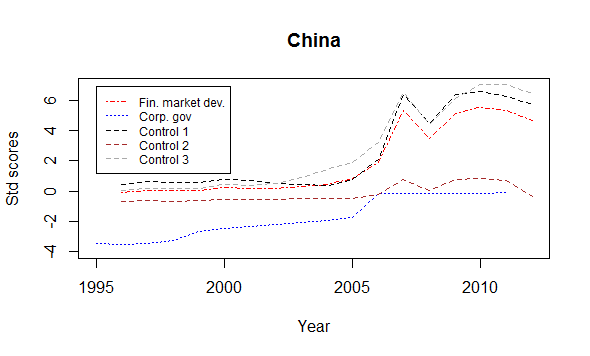 China
Fin. market dev.
Corp. gov
Control 1
Control 2
Control 3
Std scores
6
4
2
0
-2
-4
1995 2000 2005 2010
Year